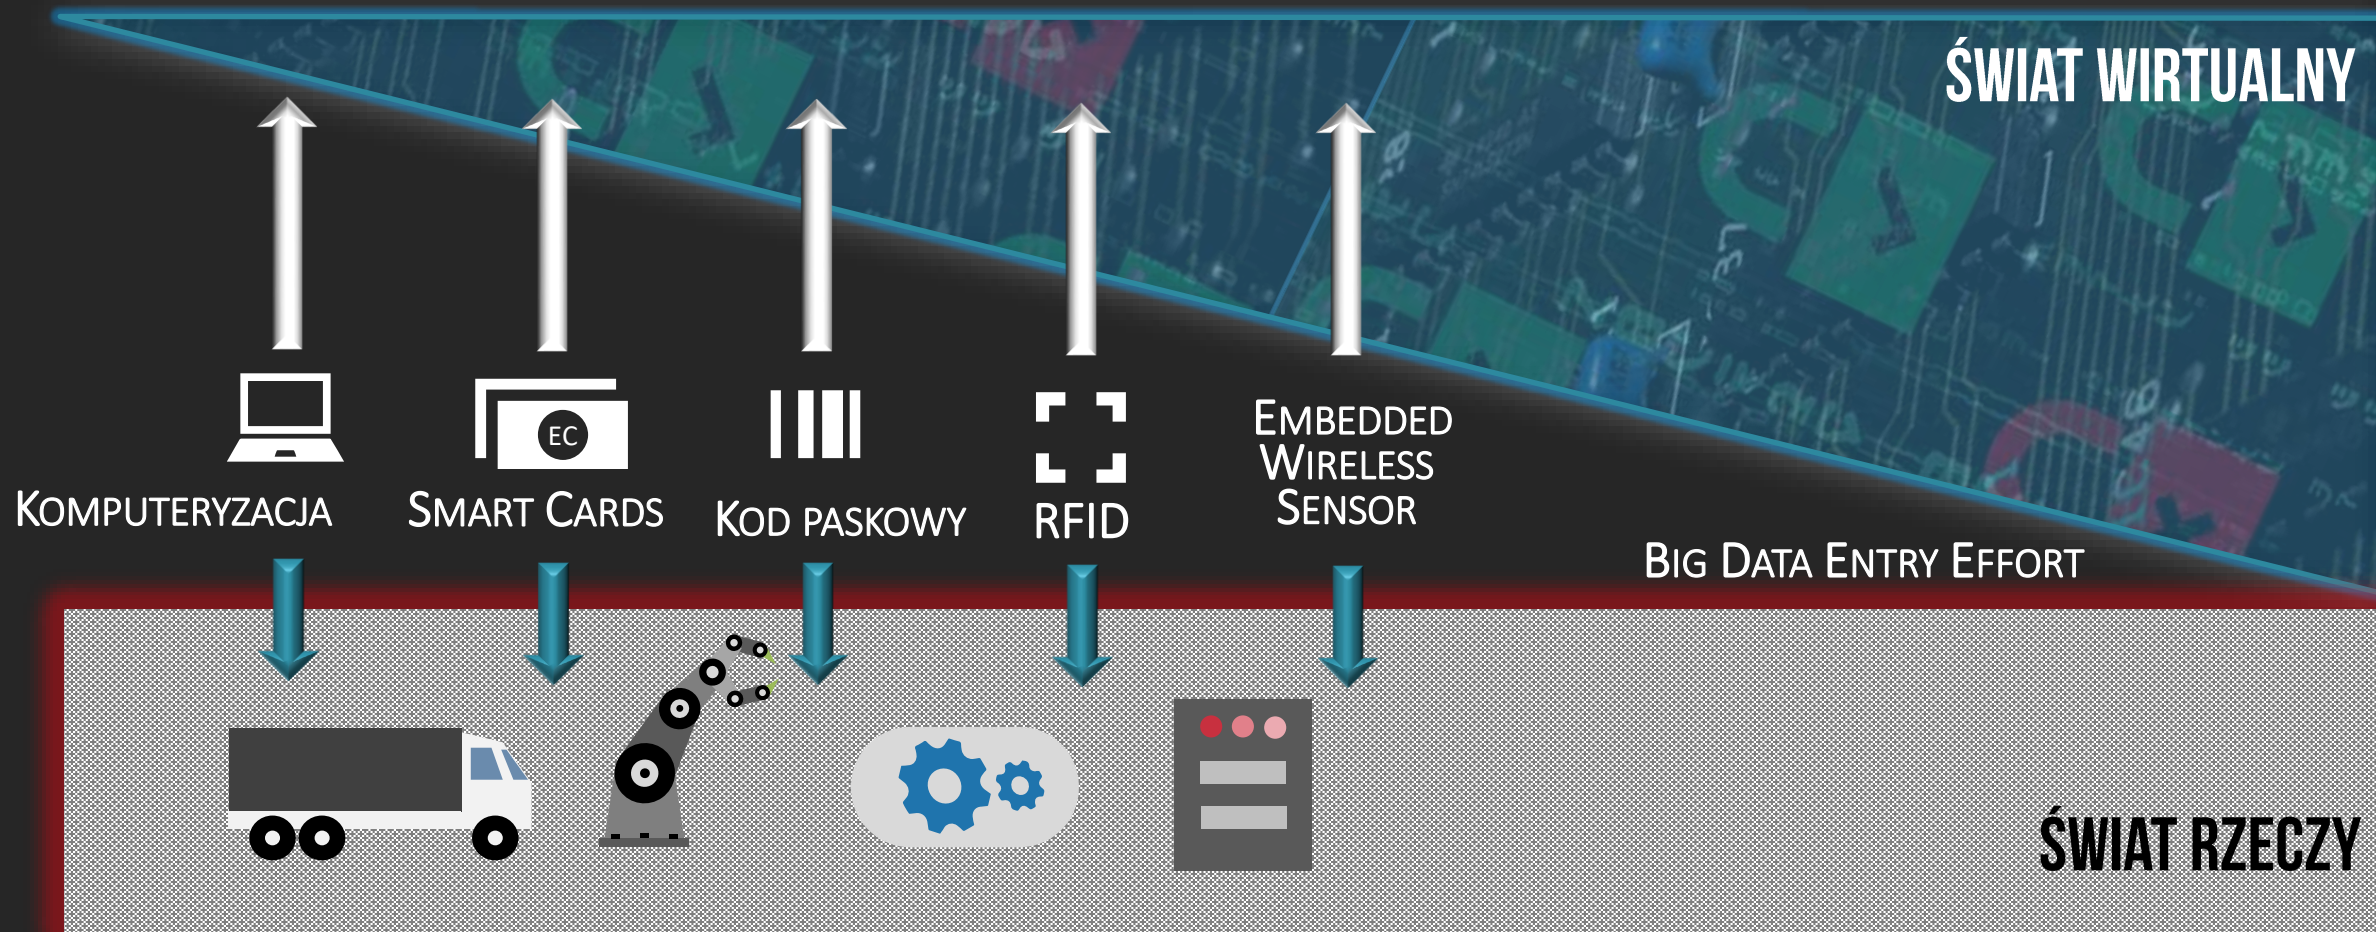 ŚWIAT WIRTUALNY
EC
KOMPUTERYZACJA
SMART CARDS
KOD PASKOWY
RFID
EMBEDDED
WIRELESS
SENSOR
BIG DATA ENTRY EFFORT
ŚWIAT RZECZY